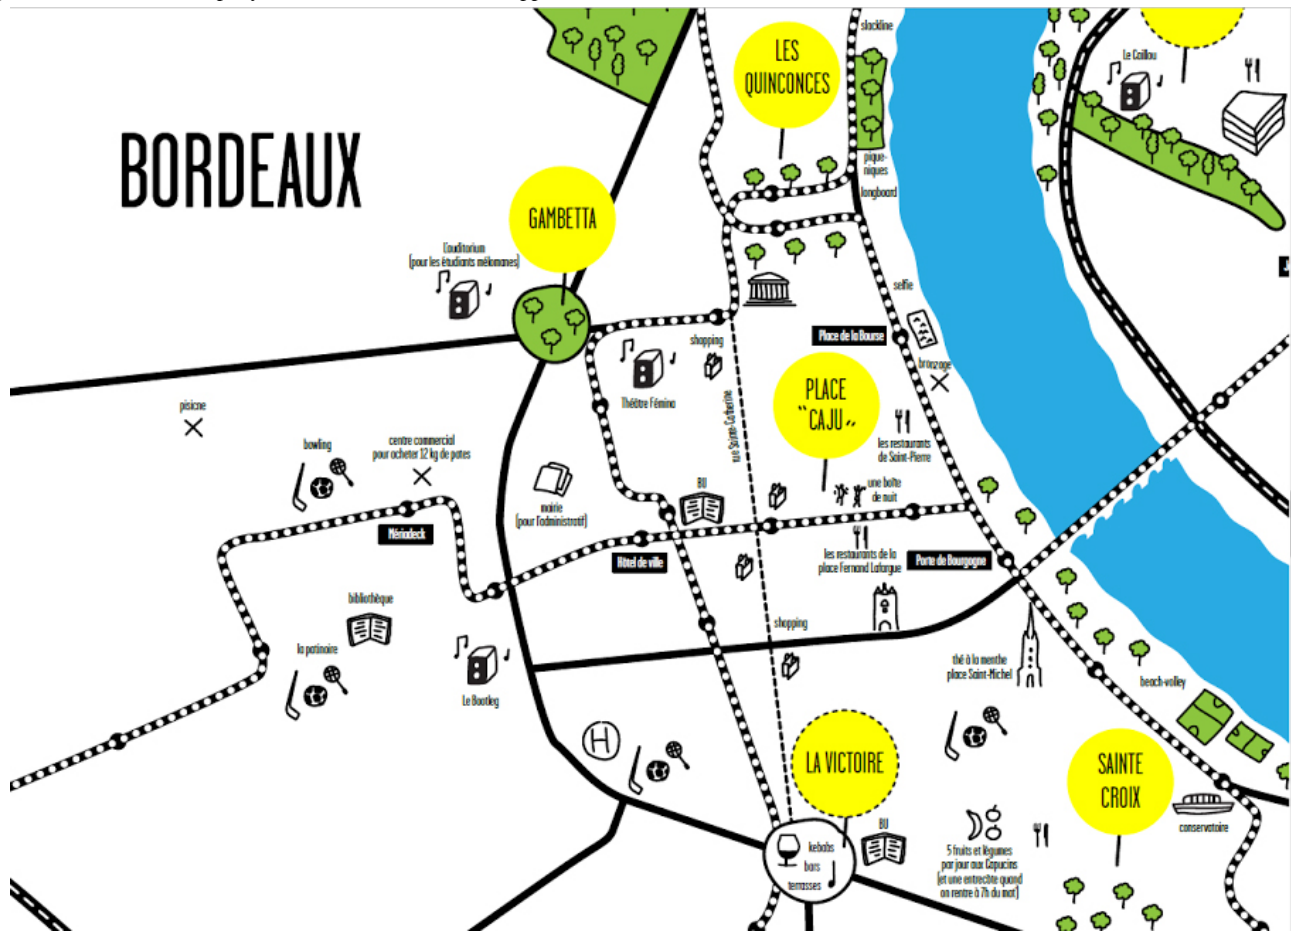 slackline
LES
QUINCONCES
Le Caillou
BORDEAUX
pique-
niques
longboard
GAMBETTA
l'auditorium
(pour les étudiants mélomanes)
selfie
Place de la Bourse
shopping
bronzage
PLACE
"CAJU"
Théâtre Fémina
rue Sainte-Catherine
pisicne
les restaurants
de Saint-Pierre
bowling
centre commercial
pour acheter 12 kg de pates
BU
une boîte
de nuit
mairie
(pour l'administratif)
Mériadeck
Hôtel de ville
les restaurants de la
place Fernand Lafargue
Porte de Bourgogne
bibliothèque
shopping
la patinoire
thé à la menthe
place Saint-Michel
beach-volley
Le Bootleg
H
LA VICTOIRE
SAINTE
CROIX
conservatoire
BU
kebabs
bars
terrasses
5 fruits et légumes
par jour aux Capucins
(et une entrecôte quand
on rentre à 7h du mat')